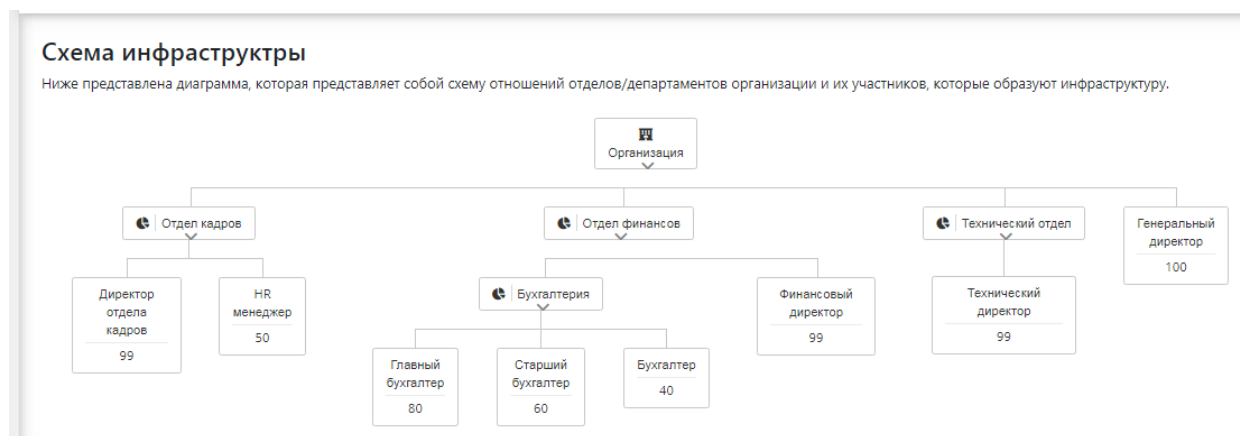 Схема инфраструктры
Ниже представлена диаграмма, которая представляет собой схему отношений отделов/департаментов организации и их участников, которые образуют инфраструктуру.
Организация
Отдел кадров
Отдел финансов
Технический отдел
Генеральный
директор
100
Директор
отдела
кадров
99
HR
менеджер
50
Бухгалтерия
Финансовый
директор
99
Технический
директор
99
Главный
бухгалтер
80
Старший
бухгалтер
60
Бухгалтер
40